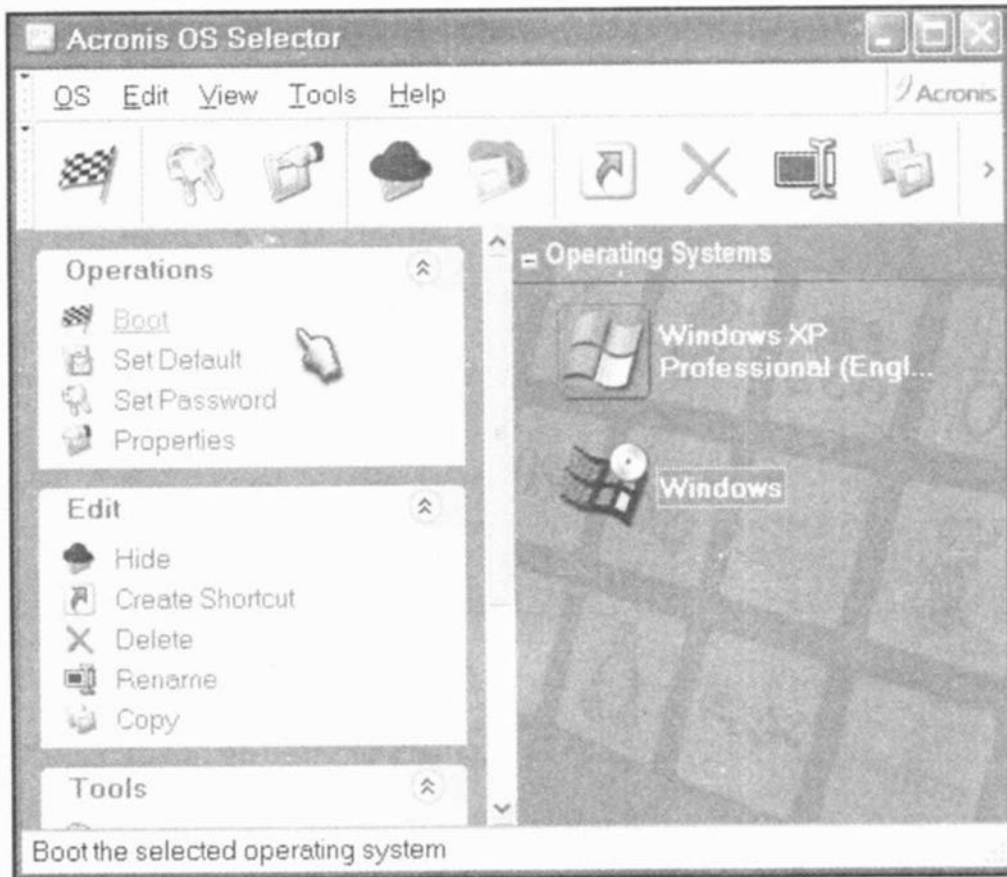 Acronis OS Selector
OS Edit View Tools Help
Acronis
Operations
Boot
Set Default
Set Password
Properties
Edit
Hide
Create Shortcut
Delete
Rename
Copy
Tools
Operating Systems
Windows XP
Professional (Engl...
Windows
Boot the selected operating system